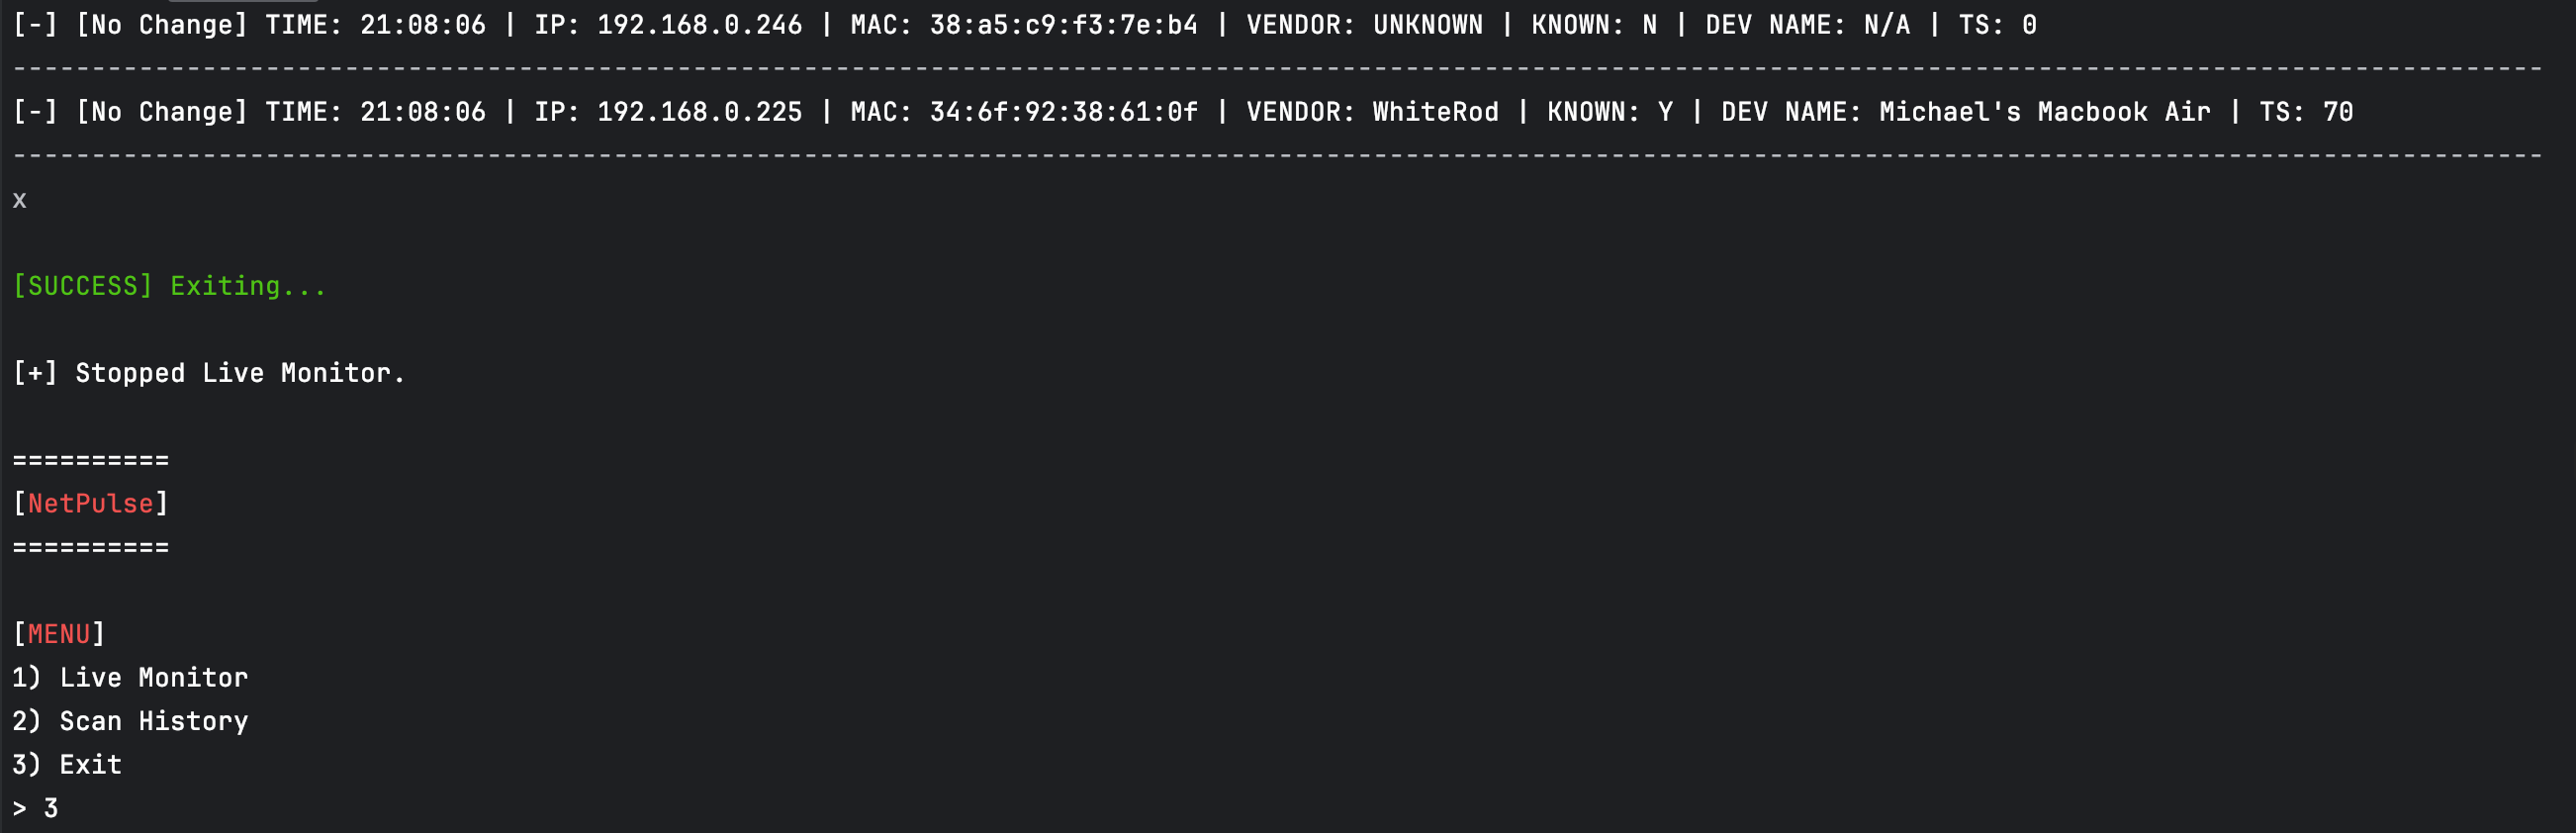 [-] [No Change] TIME: 21:08:06 | IP: 192.168.0.246 | MAC: 38:a5:c9:f3:7e:b4 | VENDOR: UNKNOWN | KNOWN: N | DEV NAME: N/A | TS: 0
----------------------------------------------------------------------------------------------------------------------------------------------------------------
[-] [No Change] TIME: 21:08:06 | IP: 192.168.0.225 | MAC: 34:6f:92:38:61:0f | VENDOR: WhiteRod | KNOWN: Y | DEV NAME: Michael's Macbook Air | TS: 70
----------------------------------------------------------------------------------------------------------------------------------------------------------------
x
[SUCCESS] Exiting...
[+] Stopped Live Monitor.
==========
[NetPulse]
==========
[MENU]
1) Live Monitor
2) Scan History
3) Exit
> 3